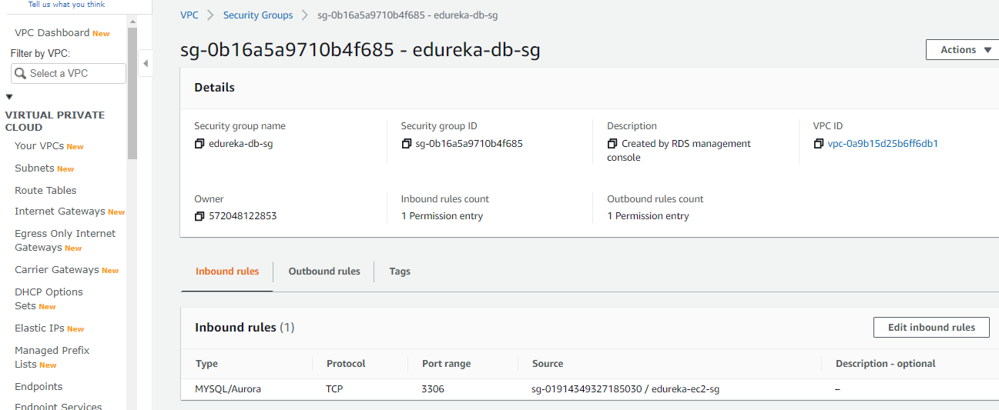 Tell us what you think
VPC Dashboard New
Filter by VPC:
Select a VPC
VIRTUAL PRIVATE
CLOUD
Your VPCs New
Subnets New
Route Tables
Internet Gateways New
Egress Only Internet
Gateways New
Carrier Gateways New
DHCP Options
Sets New
Elastic IPs New
Managed Prefix
Lists New
Endpoints
Endpoint Services
VPC > Security Groups > sg-0b16a5a9710b4f685 - edureka-db-sg
sg-0b16a5a9710b4f685 - edureka-db-sg
Actions
Details
Security group name
edureka-db-sg
Security group ID
sg-0b16a5a9710b4f685
Description
Created by RDS management
console
VPC ID
vpc-0a9b15d25b6ff6db1
Owner
572048122853
Inbound rules count
1 Permission entry
Outbound rules count
1 Permission entry
Inbound rules Outbound rules Tags
Inbound rules (1)
Edit inbound rules
Type Protocol Port range Source Description - optional
MYSQL/Aurora TCP 3306 sg-01914349327185030 / edureka-ec2-sg –